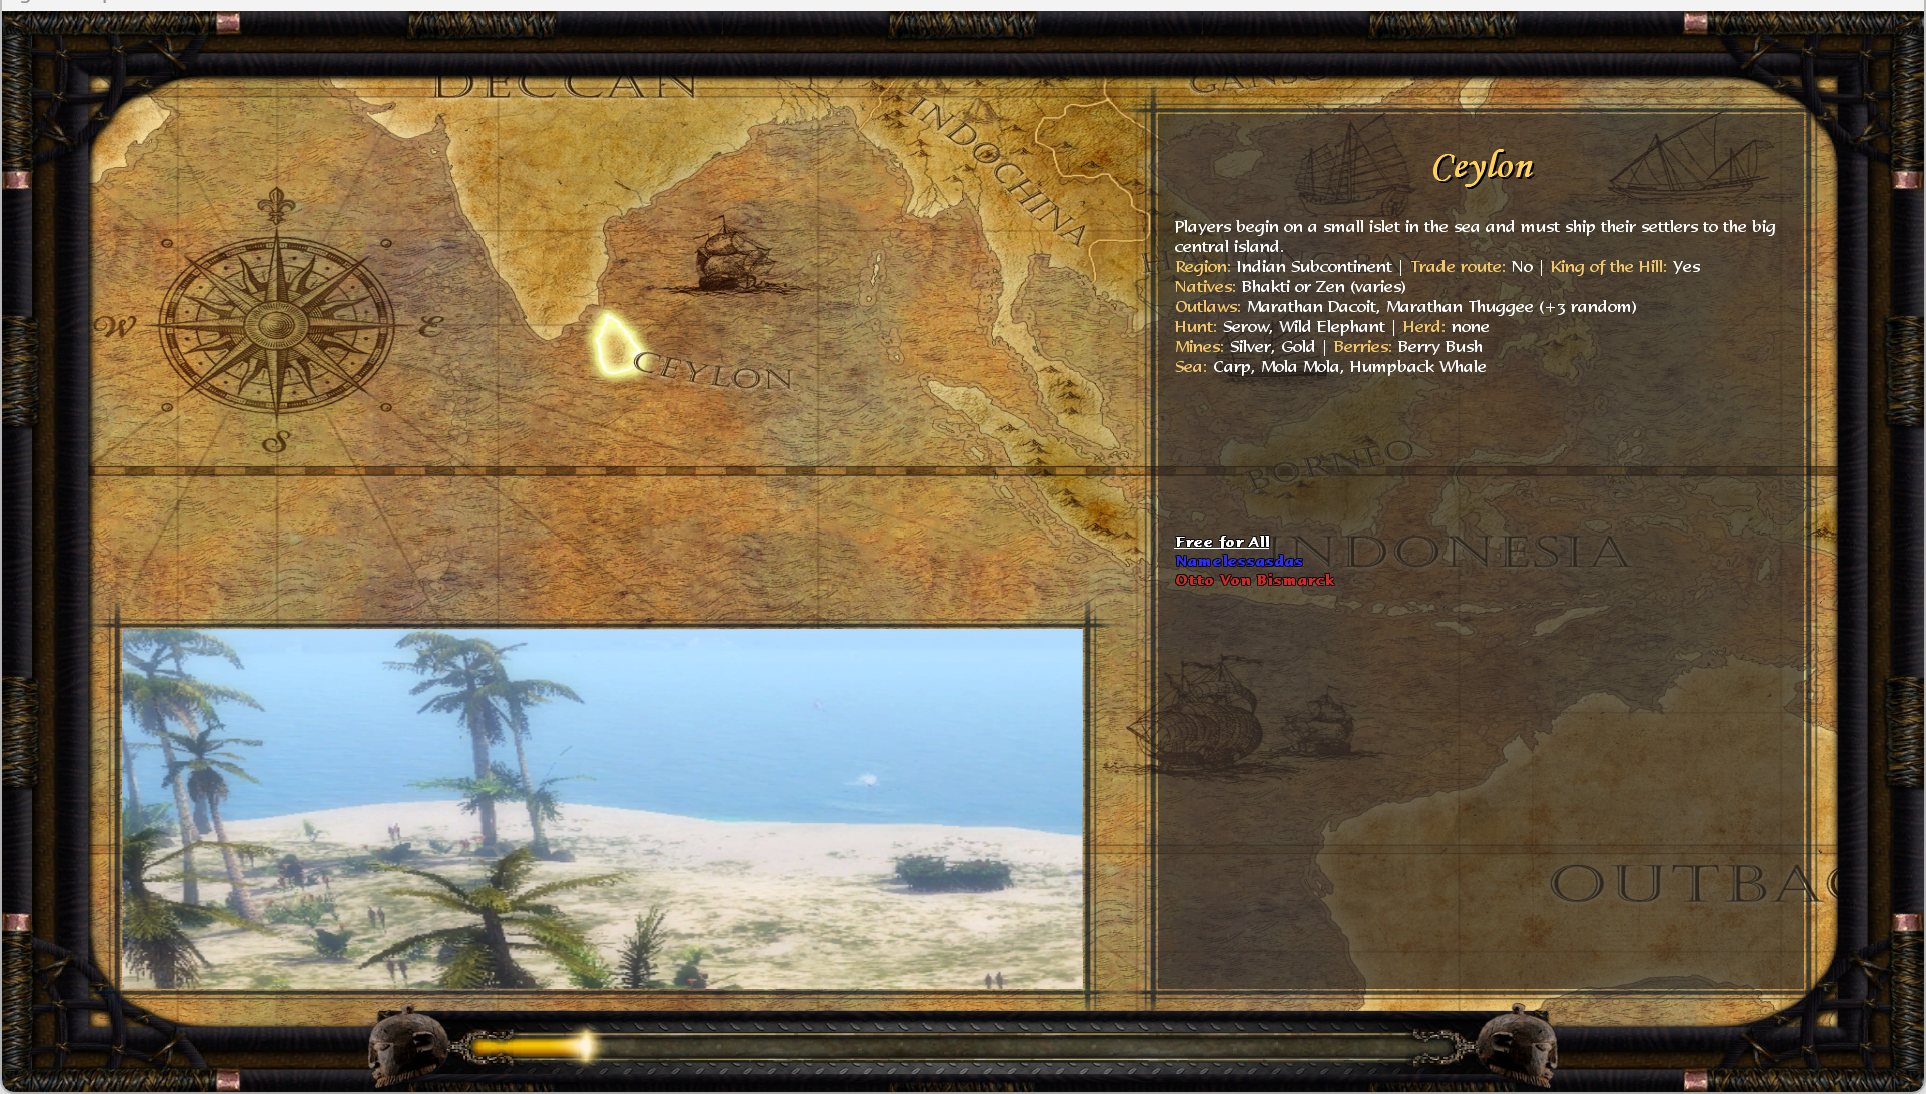 DECCAN
INDOCHINA
W
E
S
CEYLON
Ceylon
Players begin on a small islet in the sea and must ship their settlers to the big
central island.
Region: Indian Subcontinent | Trade route: No | King of the Hill: Yes
Natives: Bhakti or Zen (varies)
Outlaws: Marathan Dacoit, Marathan Thuggee (+3 random)
Hunt: Serow, Wild Elephant | Herd: none
Mines: Silver, Gold | Berries: Berry Bush
Sea: Carp, Mola Mola, Humpback Whale
BORNEO
Free for All
INDONESIA
Namelessasdas
Otto Von Bismarck
OUTBAC